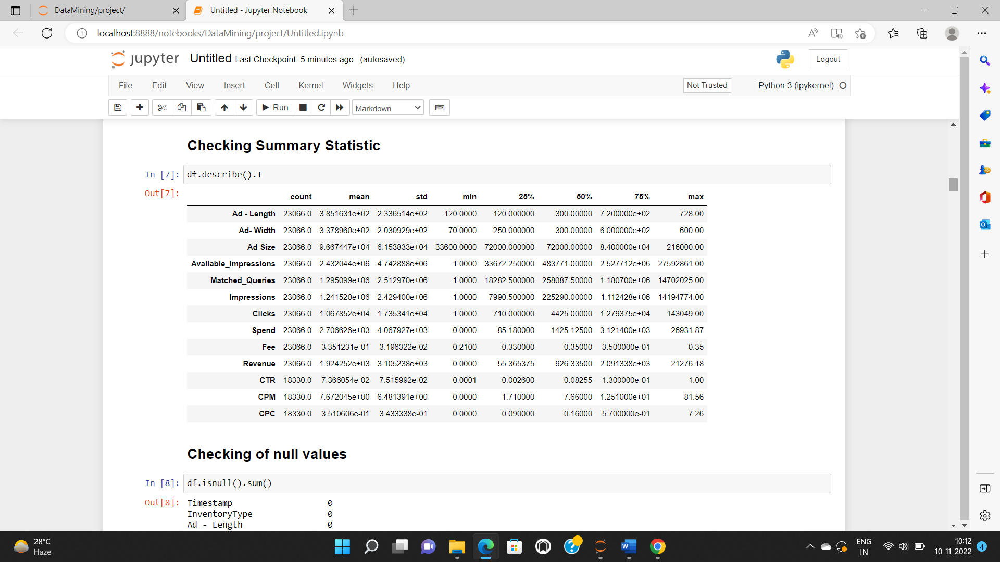 DataMining/project/
Untitled - Jupyter Notebook
localhost:8888/notebooks/DataMining/project/Untitled.ipynb
jupyter Untitled Last Checkpoint: 5 minutes ago (autosaved)
Logout
File Edit View Insert Cell Kernel Widgets Help
Not Trusted
Python 3 (ipykernel)
Run
Markdown
Checking Summary Statistic
In [7]: df.describe().T
Out[7]:
count mean std min 25% 50% 75% max
Ad - Length 23066.0 3.851631e+02 2.336514e+02 120.0000 120.000000 300.00000 7.200000e+02 728.00
Ad- Width 23066.0 3.378960e+02 2.030929e+02 70.0000 250.000000 300.00000 6.000000e+02 600.00
Ad Size 23066.0 9.667447e+04 6.153833e+04 33600.0000 72000.000000 72000.00000 8.400000e+04 216000.00
Available_Impressions 23066.0 2.432044e+06 4.742888e+06 1.0000 33672.250000 483771.00000 2.527712e+06 27592861.00
Matched_Queries 23066.0 1.295099e+06 2.512970e+06 1.0000 18282.500000 258087.50000 1.180700e+06 14702025.00
Impressions 23066.0 1.241520e+06 2.429400e+06 1.0000 7990.500000 225290.00000 1.112428e+06 14194774.00
Clicks 23066.0 1.067852e+04 1.735341e+04 1.0000 710.000000 4425.00000 1.279375e+04 143049.00
Spend 23066.0 2.706626e+03 4.067927e+03 0.0000 85.180000 1425.12500 3.121400e+03 26931.87
Fee 23066.0 3.351231e-01 3.196322e-02 0.2100 0.330000 0.35000 3.500000e-01 0.35
Revenue 23066.0 1.924252e+03 3.105238e+03 0.0000 55.365375 926.33500 2.091338e+03 21276.18
CTR 18330.0 7.366054e-02 7.515992e-02 0.0001 0.002600 0.08255 1.300000e-01 1.00
CPM 18330.0 7.672045e+00 6.481391e+00 0.0000 1.710000 7.66000 1.251000e+01 81.56
CPC 18330.0 3.510606e-01 3.433338e-01 0.0000 0.090000 0.16000 5.700000e-01 7.26
Checking of null values
In [8]: df.isnull().sum()
Out[8]: Timestamp 0
InventoryType 0
Ad - Length 0
28°C
Haze
ENG
IN
10:12
10-11-2022
4